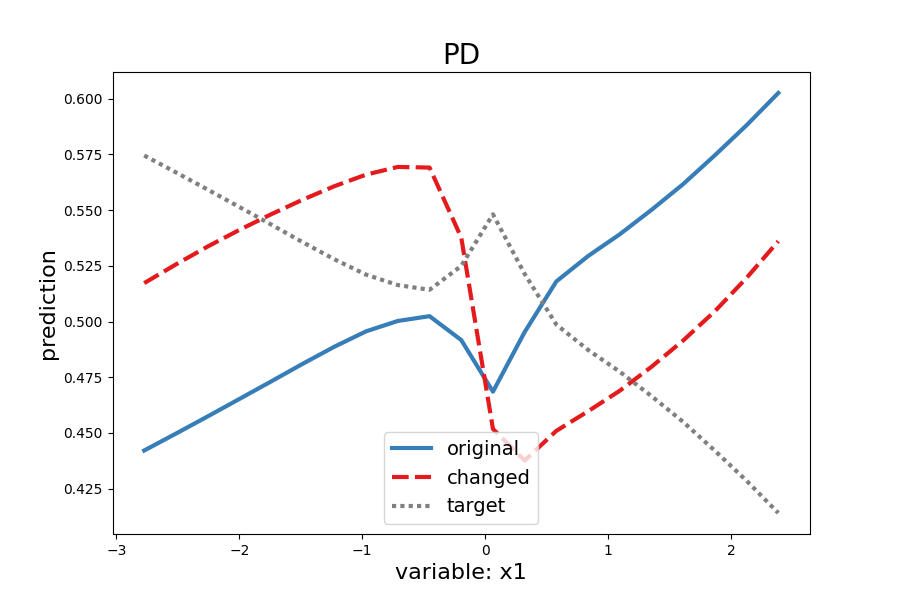 PD
0.600
0.575
0.550
0.525
0.500
0.475
0.450
0.425
prediction
original
changed
target
−3 −2 −1 0 1 2
variable: x1